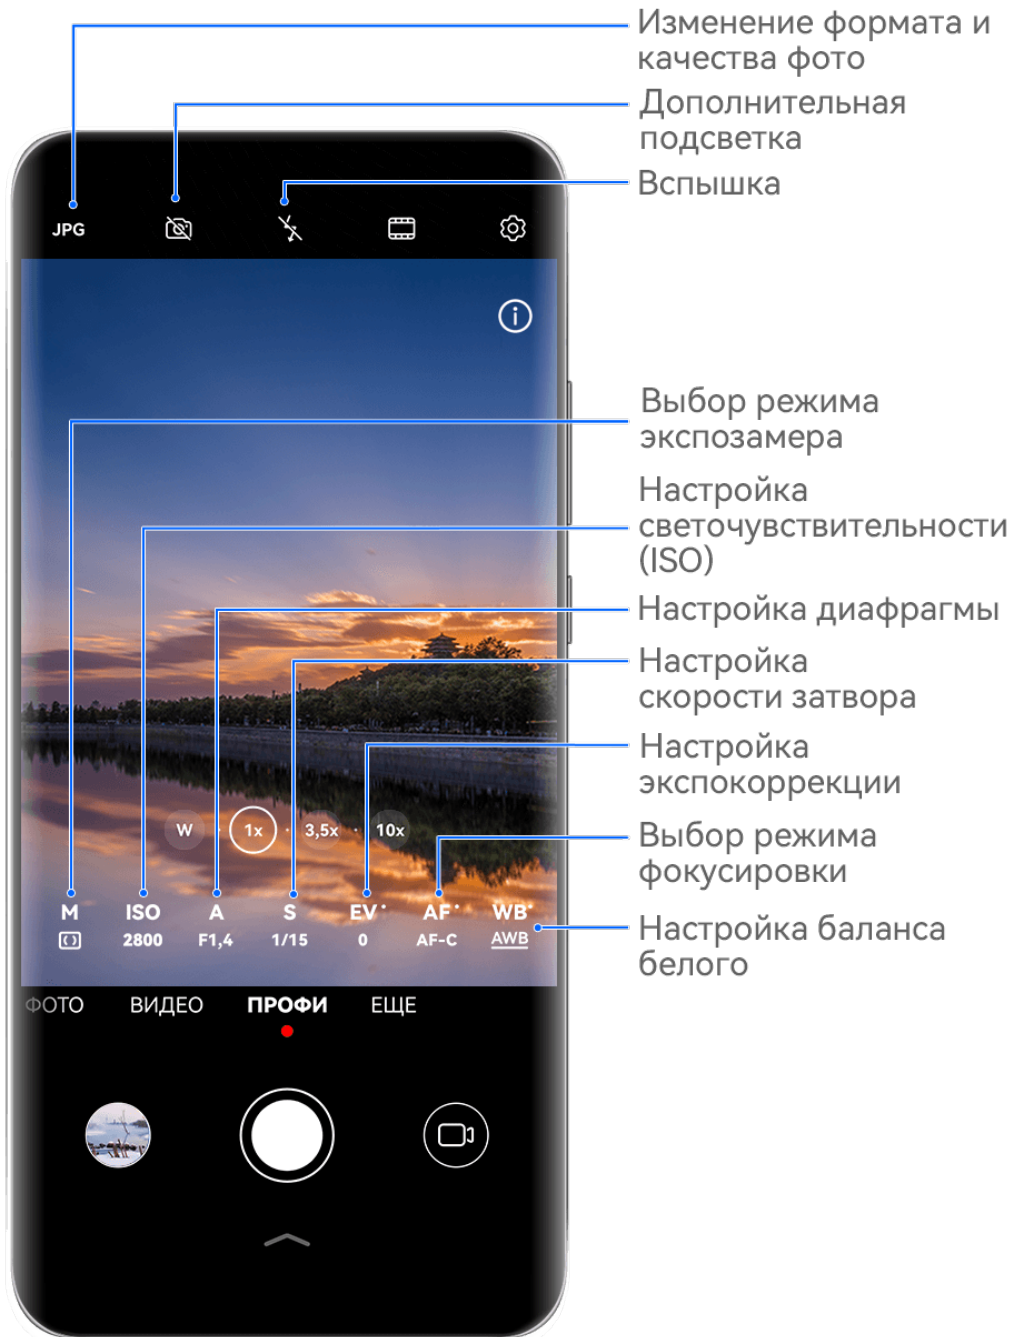 Изменение формата и
качества фото
Дополнительная
подсветка
Вспышка
JPG
Выбор режима
экспозамера
Настройка
светочувствительности
(ISO)
Настройка диафрагмы
Настройка
скорости затвора
Настройка
экспокоррекции
Выбор режима
фокусировки
Настройка баланса
белого
W · 1x · 3,5x · 10x
M ISO A S EV AF WB
2800 F1,4 1/15 0 AF-C AWB
ФОТО ВИДЕО ПРОФИ ЕЩЕ